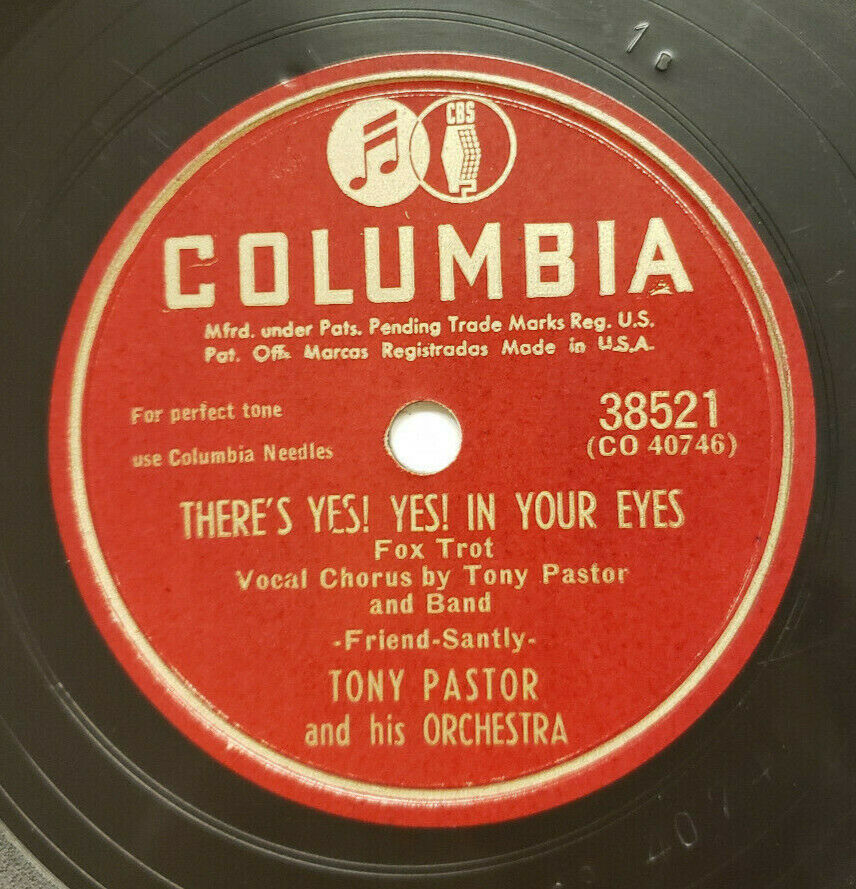 1c
CBS
COLUMBIA
Mfrd. under Pats. Pending Trade Marks Reg. U.S.
Pat. Off. Marcas Registradas Made in U.S.A.
For perfect tone
use Columbia Needles
38521
(CO 40746)
THERE'S YES! YES! IN YOUR EYES
Fox Trot
Vocal Chorus by Tony Pastor
and Band
-Friend-Santly-
TONY PASTOR
and his ORCHESTRA